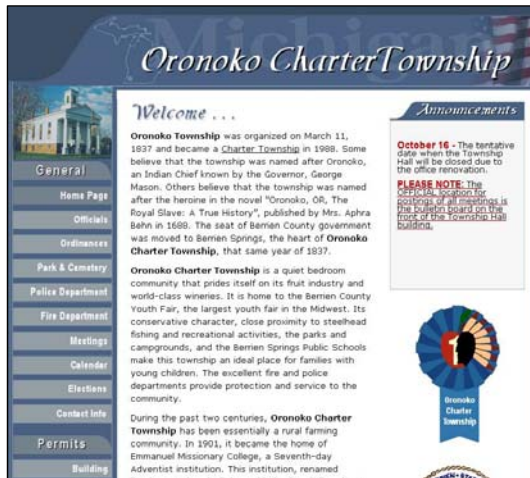 Michigan
Oronoko Charter Township
General
Home Page
Officials
Ordinances
Park & Cemetery
Police Department
Fire Department
Meetings
Calendar
Elections
Contact Info
Permits
Building
Welcome . . .
Oronoko Township was organized on March 11,
1837 and became a Charter Township in 1988. Some
believe that the township was named after Oronoko,
an Indian Chief known by the Governor, George
Mason. Others believe that the township was named
after the heroine in the novel "Oronoko, OR, The
Royal Slave: A True History", published by Mrs. Aphra
Behn in 1688. The seat of Berrien County government
was moved to Berrien Springs, the heart of Oronoko
Charter Township, that same year of 1837.
Oronoko Charter Township is a quiet bedroom
community that prides itself on its fruit industry and
world-class wineries. It is home to the Berrien County
Youth Fair, the largest youth fair in the Midwest. Its
conservative character, close proximity to steelhead
fishing and recreational activities, the parks and
campgrounds, and the Berrien Springs Public Schools
make this township an ideal place for families with
young children. The excellent fire and police
departments provide protection and service to the
community.
During the past two centuries, Oronoko Charter
Township has been essentially a rural farming
community. In 1901, it became the home of
Emmanuel Missionary College, a Seventh-day
Adventist institution. This institution, renamed
Announcements
October 16 - The tentative
date when the Township
Hall will be closed due to
the office renovation.
PLEASE NOTE: The
OFFICIAL location for
postings of all meetings is
the bulletin board on the
front of the Township Hall
building.
1
Oronoko
Charter
Township